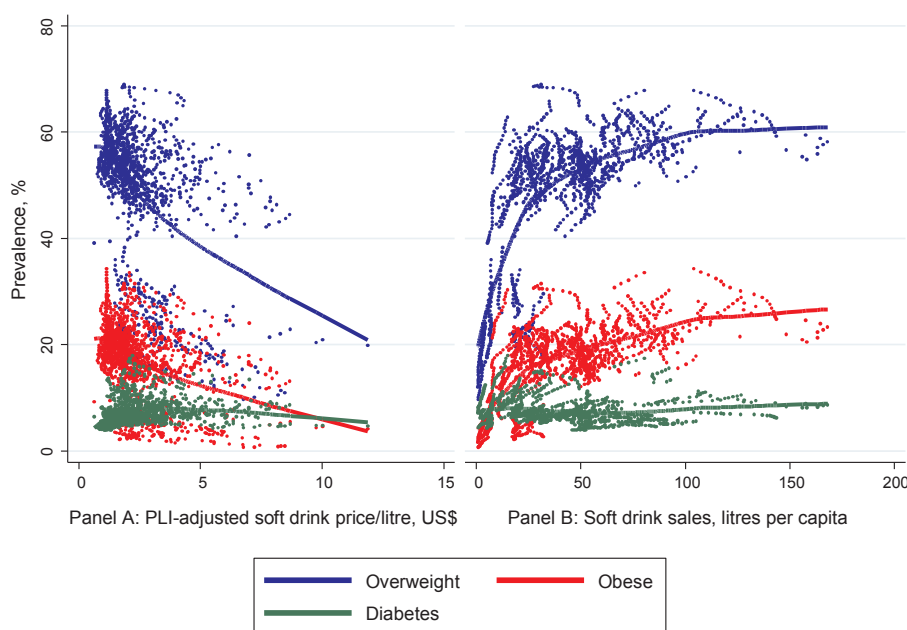 80
60
40
20
0
Prevalence, %
0 5 10 15
0 50 100 150 200
Panel A: PLI-adjusted soft drink price/litre, US$
Panel B: Soft drink sales, litres per capita
Overweight
Obese
Diabetes